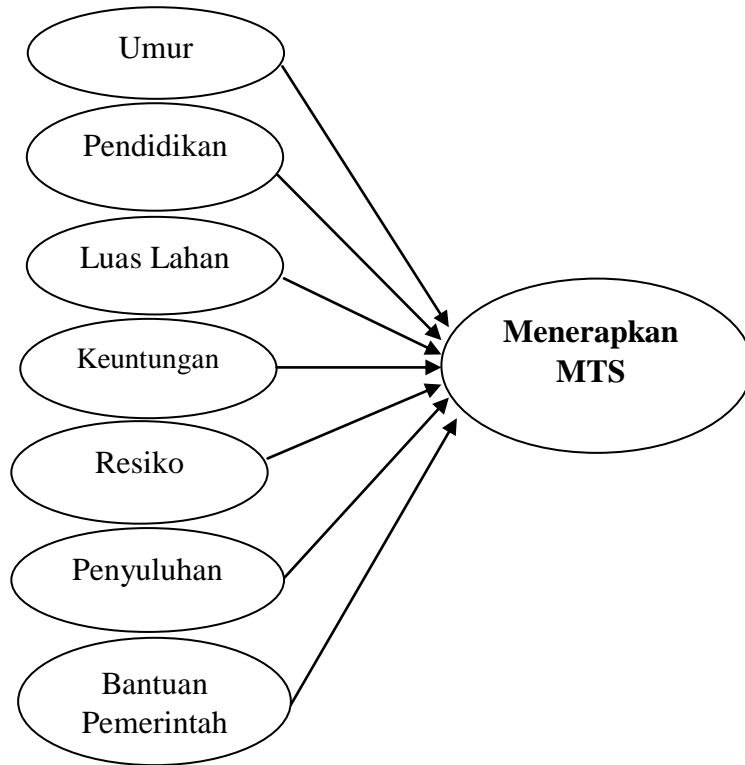 Umur
Pendidikan
Luas Lahan
Keuntungan
Resiko
Penyuluhan
Bantuan
Pemerintah
Menerapkan
MTS